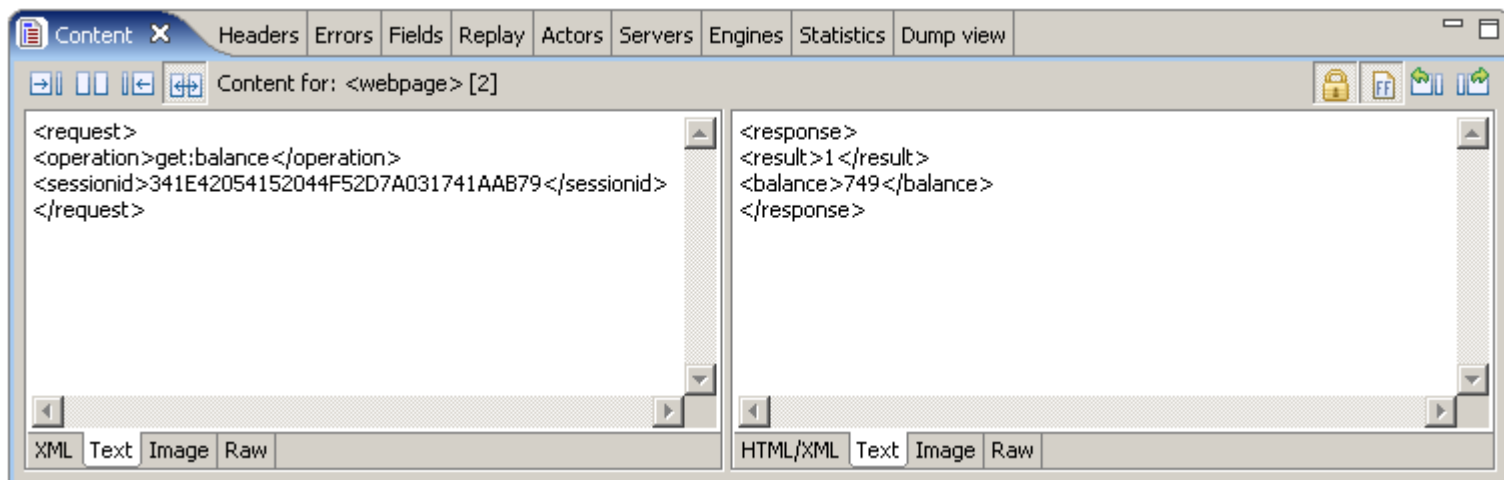 Content Headers Errors Fields Replay Actors Servers Engines Statistics Dump view
Content for: <webpage> [2]
FF
<request>
<operation>get:balance</operation>
<sessionid>341E42054152044F52D7A031741AAB79</sessionid>
</request>
XML Text Image Raw
<response>
<result>1</result>
<balance>749</balance>
</response>
HTML/XML Text Image Raw